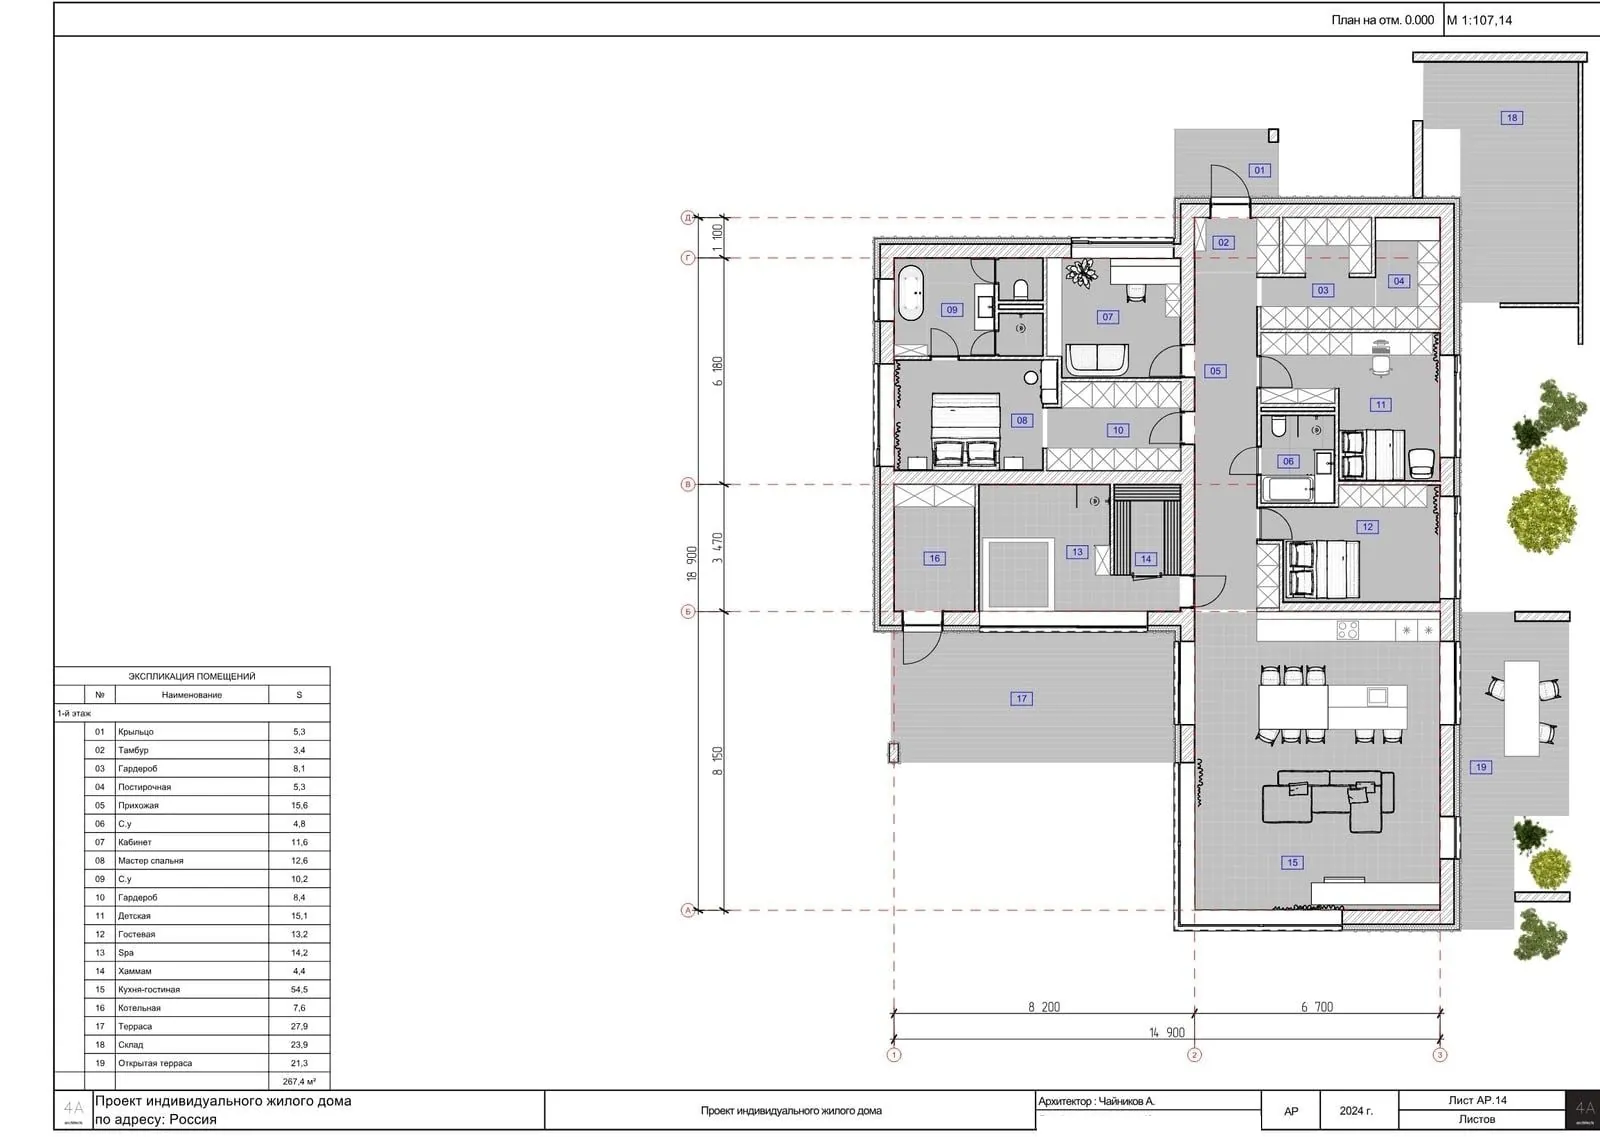 План на отм. 0.000
М 1:107,14
18
01
02
03
04
09
07
05
11
08
10
06
12
13
14
16
17
19
15
Д
Г
В
Б
А
1 100
6 180
3 470
18 900
8 150
8 200
6 700
14 900
1
2
3
ЭКСПЛИКАЦИЯ ПОМЕЩЕНИЙ
№ Наименование S
1-й этаж
01 Крыльцо 5,3
02 Тамбур 3,4
03 Гардероб 8,1
04 Постирочная 5,3
05 Прихожая 15,6
06 С.у 4,8
07 Кабинет 11,6
08 Мастер спальня 12,6
09 С.у 10,2
10 Гардероб 8,4
11 Детская 15,1
12 Гостевая 13,2
13 Spa 14,2
14 Хаммам 4,4
15 Кухня-гостиная 54,5
16 Котельная 7,6
17 Терраса 27,9
18 Склад 23,9
19 Открытая терраса 21,3
267,4 м²
4A
Проект индивидуального жилого дома
по адресу: Россия
Проект индивидуального жилого дома
Архитектор : Чайников А.
АР
2024 г.
Лист АР.14
Листов
4A